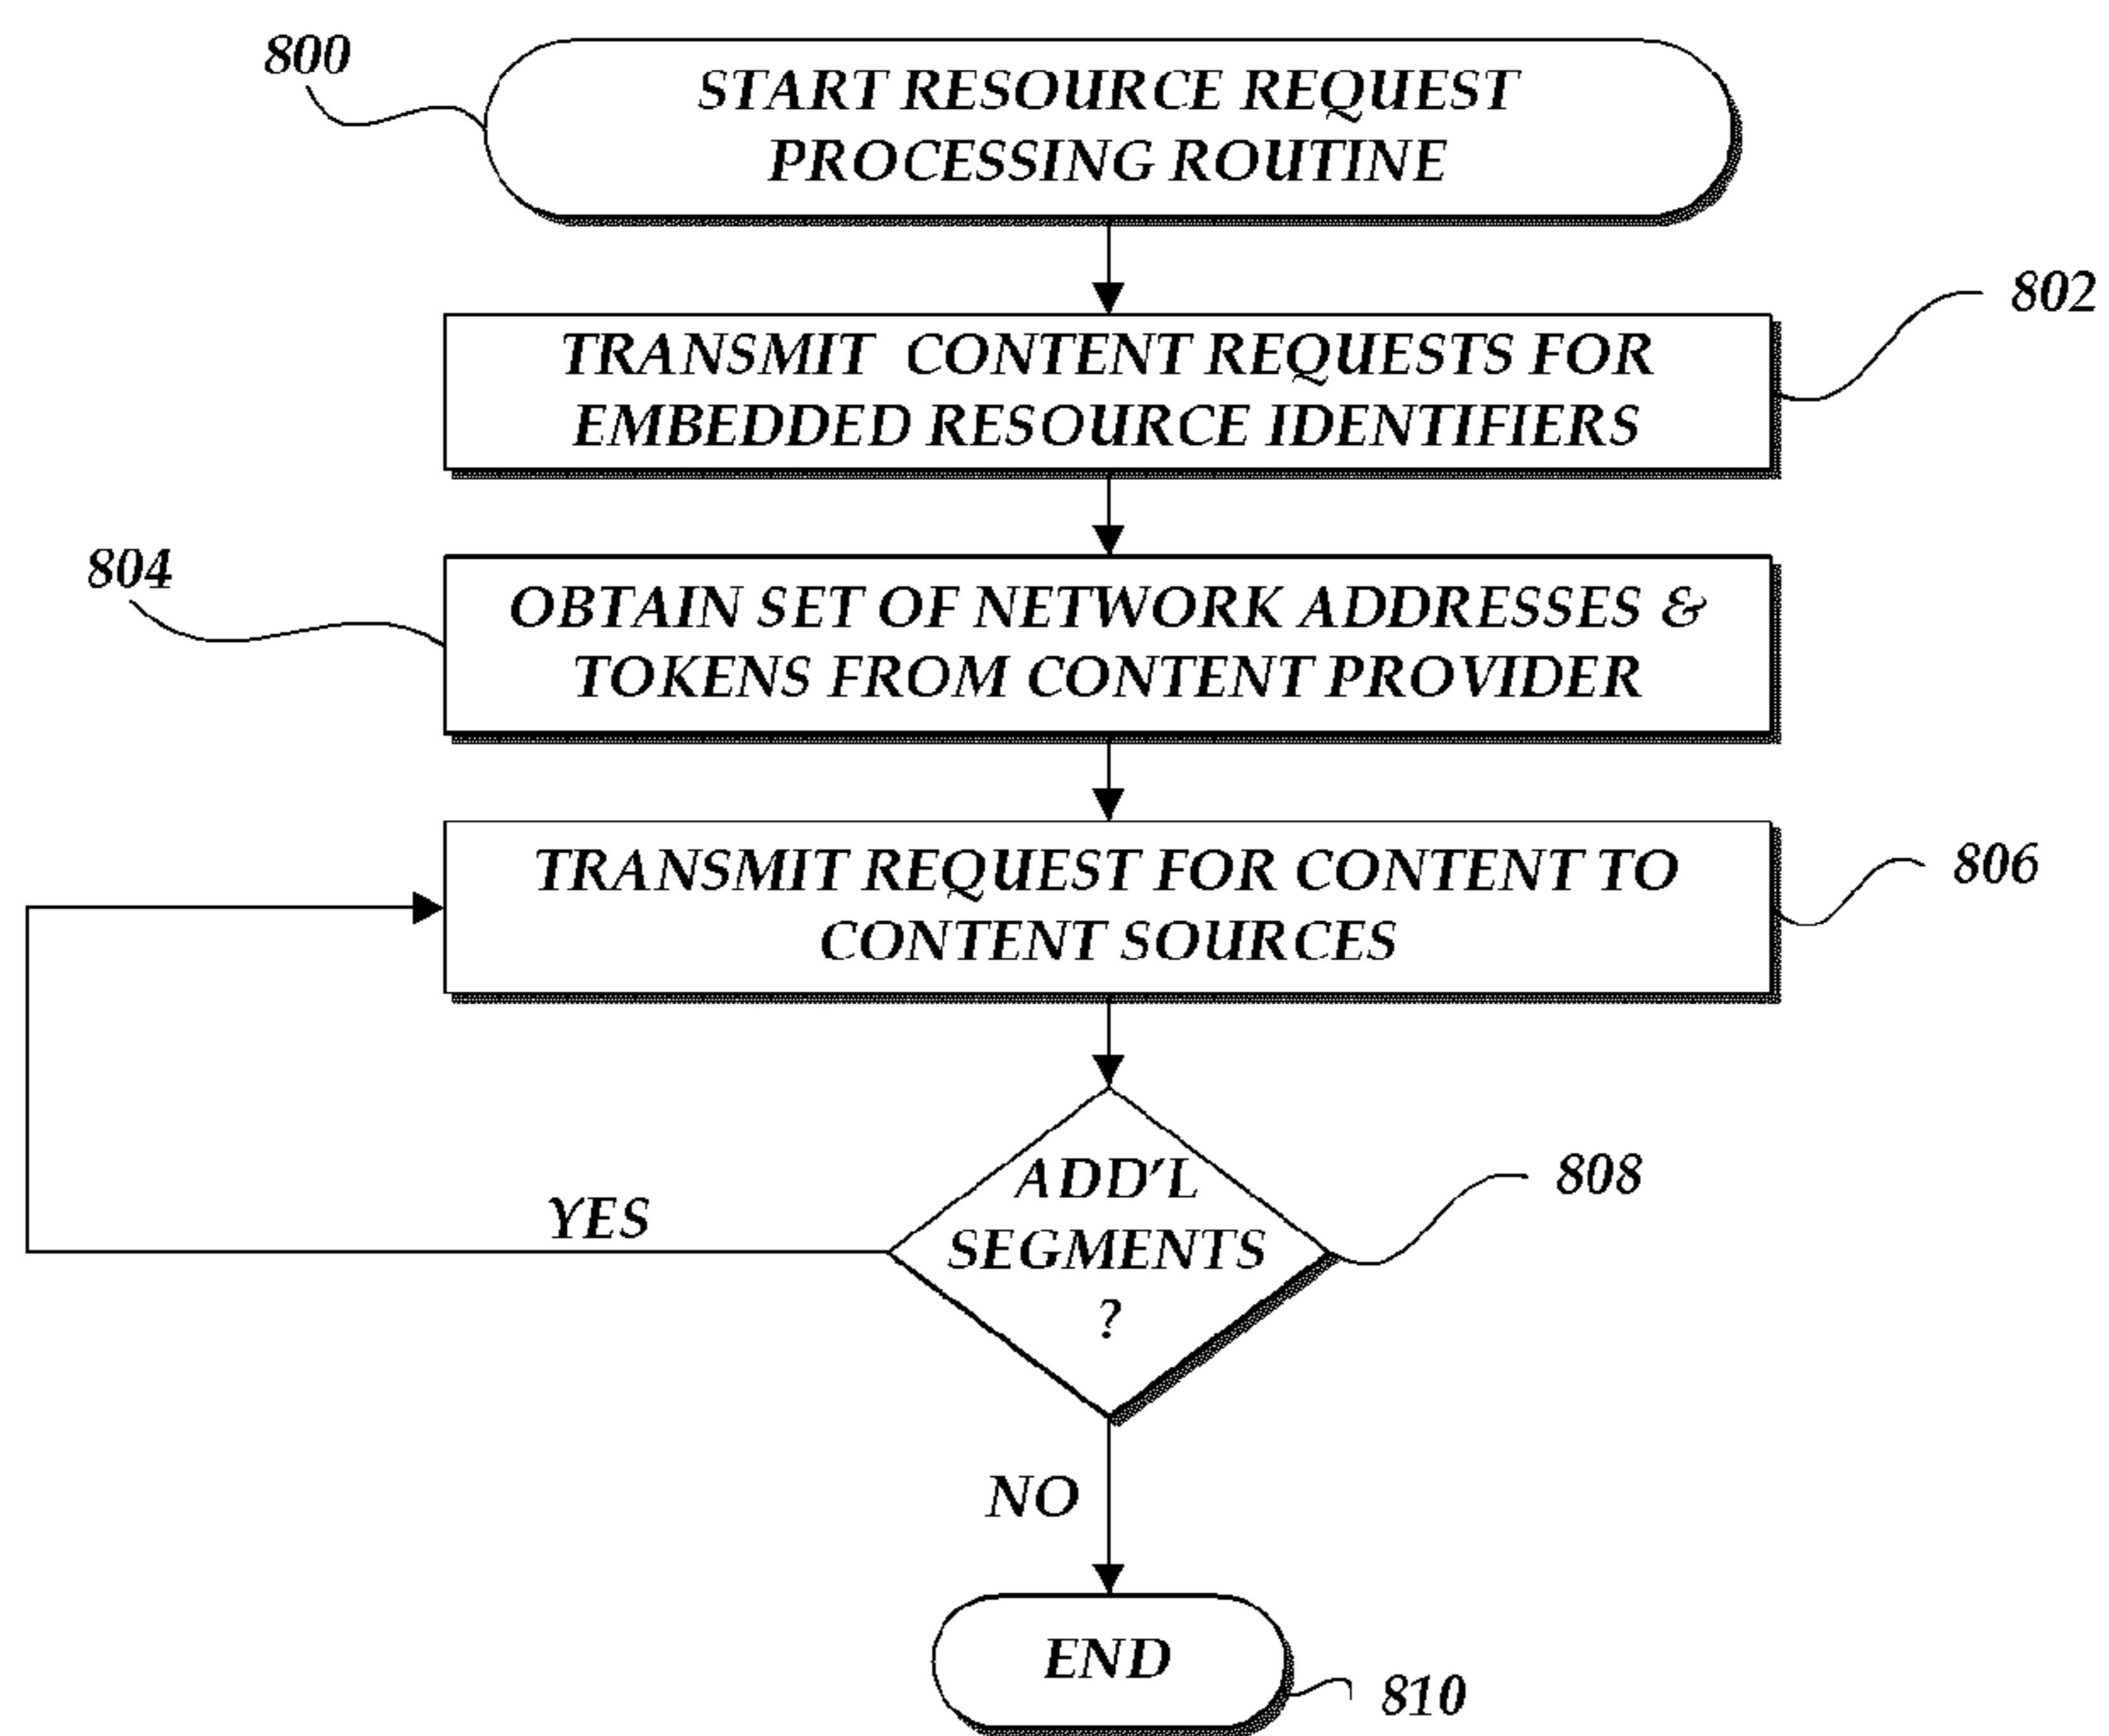 800
START RESOURCE REQUEST
PROCESSING ROUTINE
802
TRANSMIT CONTENT REQUESTS FOR
EMBEDDED RESOURCE IDENTIFIERS
804
OBTAIN SET OF NETWORK ADDRESSES &
TOKENS FROM CONTENT PROVIDER
806
TRANSMIT REQUEST FOR CONTENT TO
CONTENT SOURCES
808
ADD'L
SEGMENTS
?
YES
NO
END
810